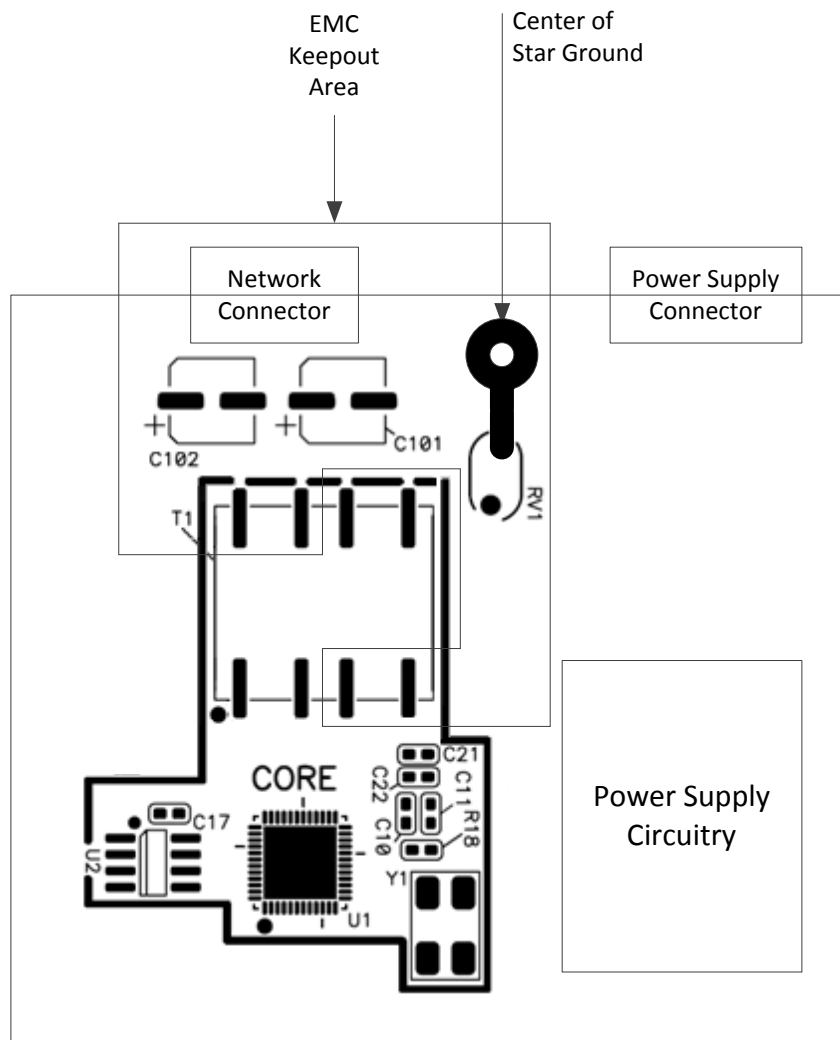 EMC
Keepout
Area
Center of
Star Ground
Network
Connector
Power Supply
Connector
C102
C101
RV1
T1
CORE
C21
C22
C11
C10
R18
C17
U2
Y1
U1
Power Supply
Circuitry